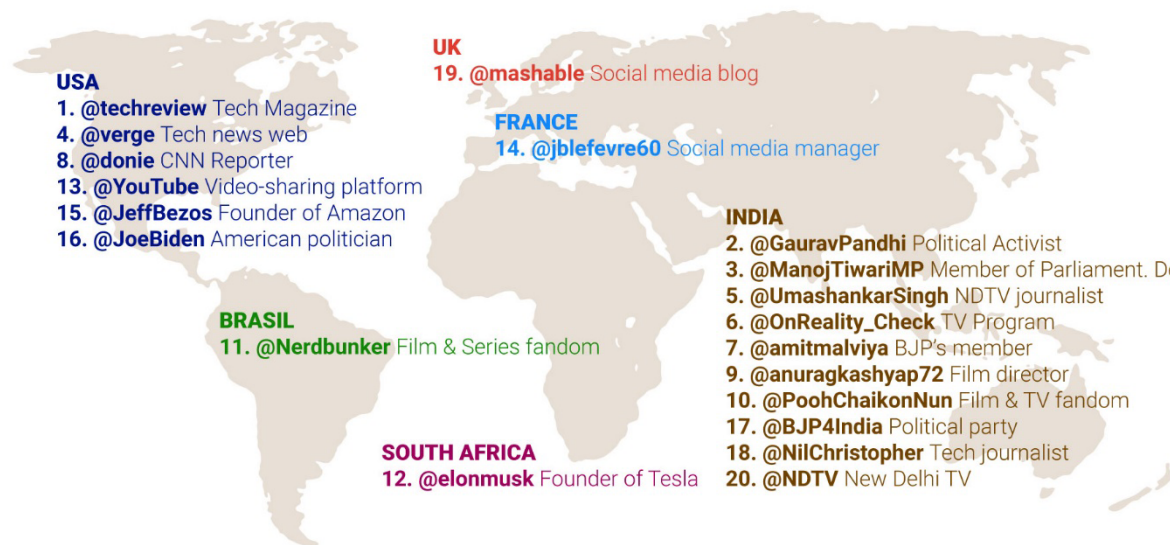 USA
1. @techreview Tech Magazine
4. @verge Tech news web
8. @donie CNN Reporter
13. @YouTube Video-sharing platform
15. @JeffBezos Founder of Amazon
16. @JoeBiden American politician
UK
19. @mashable Social media blog
FRANCE
14. @jblefevre60 Social media manager
BRASIL
11. @Nerdbunker Film & Series fandom
SOUTH AFRICA
12. @elonmusk Founder of Tesla
INDIA
2. @GauravPandhi Political Activist
3. @ManojTiwariMP Member of Parliament.
5. @UmashankarSingh NDTV journalist
6. @OnReality_Check TV Program
7. @amitmalviya BJP's member
9. @anuragkashyap72 Film director
10. @PoohChaikonNun Film & TV fandom
17. @BJP4India Political party
18. @NilChristopher Tech journalist
20. @NDTV New Delhi TV